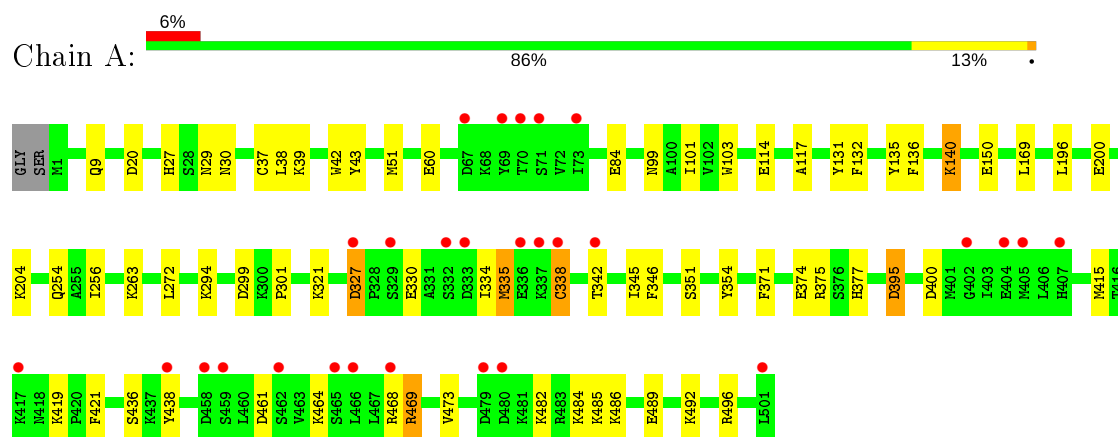 6%
Chain A:
86% 13% •
GLY SER M1 Q9 D20 H27 S28 N29 N30 C37 L38 K39 W42 Y43 M51 E60 D67 K68 Y69 T70 S71 V72 I73 E84 N99 A100 I101 V102 W103 E114 A117 Y131 F132 Y135 F136 K140 E150 L169 L196 E200
K204 Q254 A255 I256 K263 L272 K294 D299 K300 P301 K321 D327 P328 S329 E330 A331 S332 D333 I334 M335 E336 K337 C338 T342 I345 F346 S351 Y354 F371 E374 R375 S376 H377 D395 D400 M401 G402 I403 E404 M405 L406 H407 M415 T416
K417 N418 K419 P420 F421 S436 K437 Y438 D458 S459 L460 D461 S462 V463 K464 S465 L466 L467 R468 R469 V473 D479 D480 K481 K482 R483 K484 K485 K486 E489 K492 R496 L501